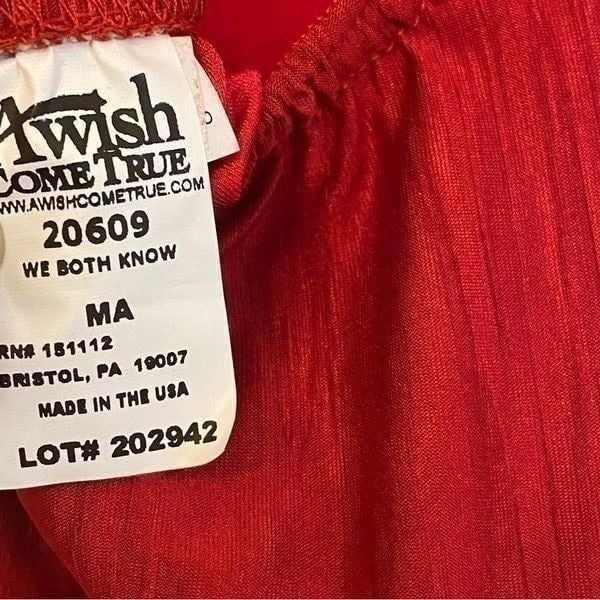 A wish
COME TRUE
WWW.AWISHCOMETRUE.COM
20609
WE BOTH KNOW
MA
RN# 151112
BRISTOL, PA 19007
MADE IN THE USA
LOT# 202942